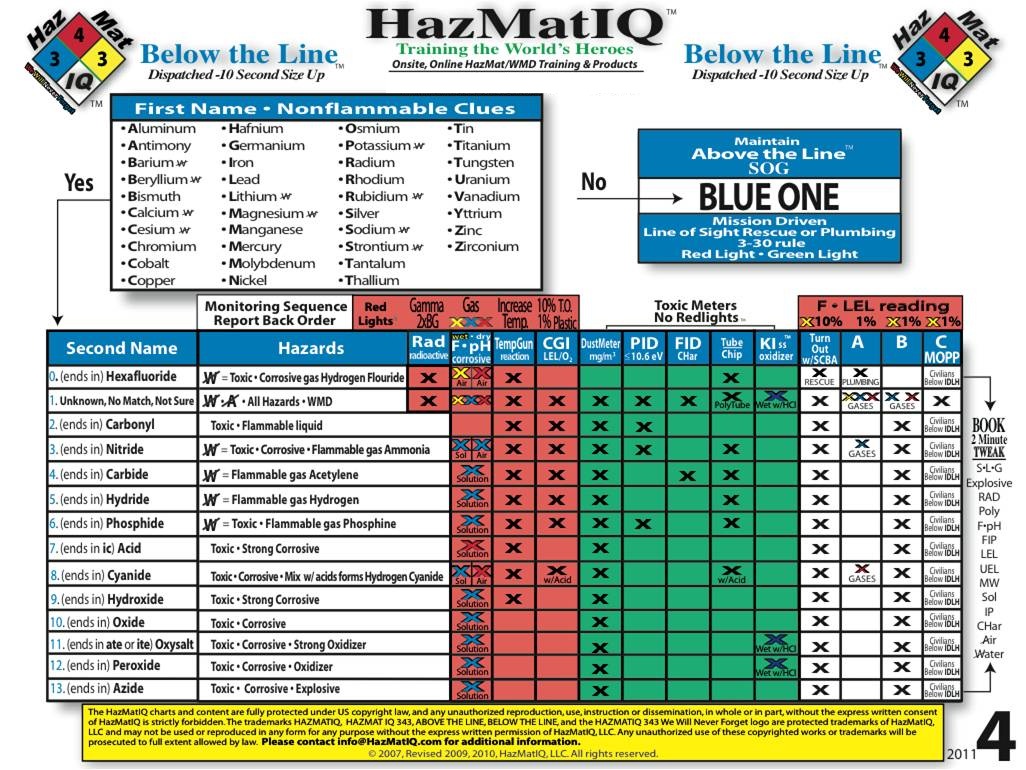 HazMatIQ™
Training the World's Heroes
Onsite, Online HazMat/WMD Training & Products
Haz Mat
4
3
3
IQ
We Will Never Forget
TM
Below the Line™
Dispatched -10 Second Size Up
Below the Line™
Dispatched -10 Second Size Up
Haz Mat
4
3
3
IQ
We Will Never Forget
TM
First Name • Nonflammable Clues
•Aluminum •Hafnium •Osmium •Tin
•Antimony •Germanium •Potassium W •Titanium
•Barium W •Iron •Radium •Tungsten
•Beryllium W •Lead •Rhodium •Uranium
•Bismuth •Lithium W •Rubidium W •Vanadium
•Calcium W •Magnesium W •Silver •Yttrium
•Cesium W •Manganese •Sodium W •Zinc
•Chromium •Mercury •Strontium W •Zirconium
•Cobalt •Molybdenum •Tantalum
•Copper •Nickel •Thallium
Yes
No
Maintain
Above the Line™
SOG
BLUE ONE
Mission Driven
Line of Sight Rescue or Plumbing
3-30 rule
Red Light • Green Light
Monitoring Sequence Red Gamma Gas Increase 10% T.O. Toxic Meters F • LEL reading
Report Back Order Lights 2xBG XXX Temp. 1% Plastic No Redlights™ X10% 1% X1% X1%
Second Name Hazards Rad radioactive wet • dry F • pH corrosive TempGun reaction CGI LEL/O₂ DustMeter mg/m³ PID ≤10.6 eV FID CHar Tube Chip KI ss™ oxidizer Turn Out w/SCBA A B C MOPP
0. (ends in) Hexafluoride W = Toxic • Corrosive gas Hydrogen Flouride X X Air X Air X X X RESCUE X PLUMBING Civilians Below IDLH
1. Unknown, No Match, Not Sure W • A • All Hazards • WMD X XXX X X X X X X PolyTube X Wet w/HCl X XXX GASES X X GASES X
2. (ends in) Carbonyl Toxic • Flammable liquid X X X X X X Civilians Below IDLH
3. (ends in) Nitride W = Toxic • Corrosive • Flammable gas Ammonia X Sol X Air X X X X X X X GASES X Civilians Below IDLH
4. (ends in) Carbide W = Flammable gas Acetylene X Solution X X X X X X X Civilians Below IDLH
5. (ends in) Hydride W = Flammable gas Hydrogen X Solution X X X X X X Civilians Below IDLH
6. (ends in) Phosphide W = Toxic • Flammable gas Phosphine X Solution X X X X X X X Civilians Below IDLH
7. (ends in ic) Acid Toxic • Strong Corrosive X Solution X X X X Civilians Below IDLH
8. (ends in) Cyanide Toxic • Corrosive • Mix w/ acids forms Hydrogen Cyanide X Sol X Air X X w/Acid X X w/Acid X X GASES X Civilians Below IDLH
9. (ends in) Hydroxide Toxic • Strong Corrosive X Solution X X X X Civilians Below IDLH
10. (ends in) Oxide Toxic • Corrosive X Solution X X X Civilians Below IDLH
11. (ends in ate or ite) Oxysalt Toxic • Corrosive • Strong Oxidizer X Solution X X Wet w/HCl X X Civilians Below IDLH
12. (ends in) Peroxide Toxic • Corrosive • Oxidizer X Solution X X Wet w/HCl X X Civilians Below IDLH
13. (ends in) Azide Toxic • Corrosive • Explosive X Solution X X X Civilians Below IDLH
BOOK
2 Minute
TWEAK
S•L•G
Explosive
RAD
Poly
F•pH
FIP
LEL
UEL
MW
Sol
IP
CHar
Air
Water
The HazMatIQ charts and content are fully protected under US copyright law, and any unauthorized reproduction, use, instruction or dissemination, in whole or in part, without the express written consent
of HazMatIQ is strictly forbidden. The trademarks HAZMATIQ, HAZMAT IQ 343, ABOVE THE LINE, BELOW THE LINE, and the HAZMATIQ 343 We Will Never Forget logo are protected trademarks of HazMatIQ,
LLC and may not be used or reproduced in any form for any purpose without the express written permission of HazMatIQ, LLC. Any unauthorized use of these copyrighted works or trademarks will be
prosecuted to full extent allowed by law. Please contact info@HazMatIQ.com for additional information.
© 2007, Revised 2009, 2010, HazMatIQ, LLC. All rights reserved.
2011 4